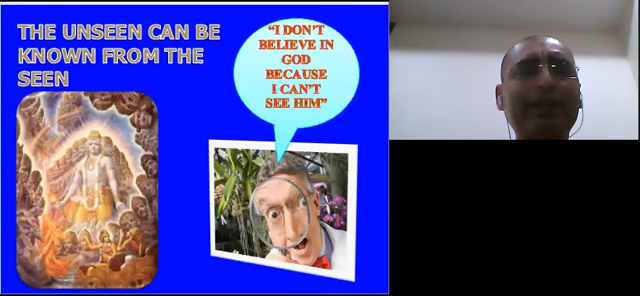 THE UNSEEN CAN BE
KNOWN FROM THE
SEEN
“I DON’T
BELIEVE IN
GOD
BECAUSE
I CAN’T
SEE HIM”